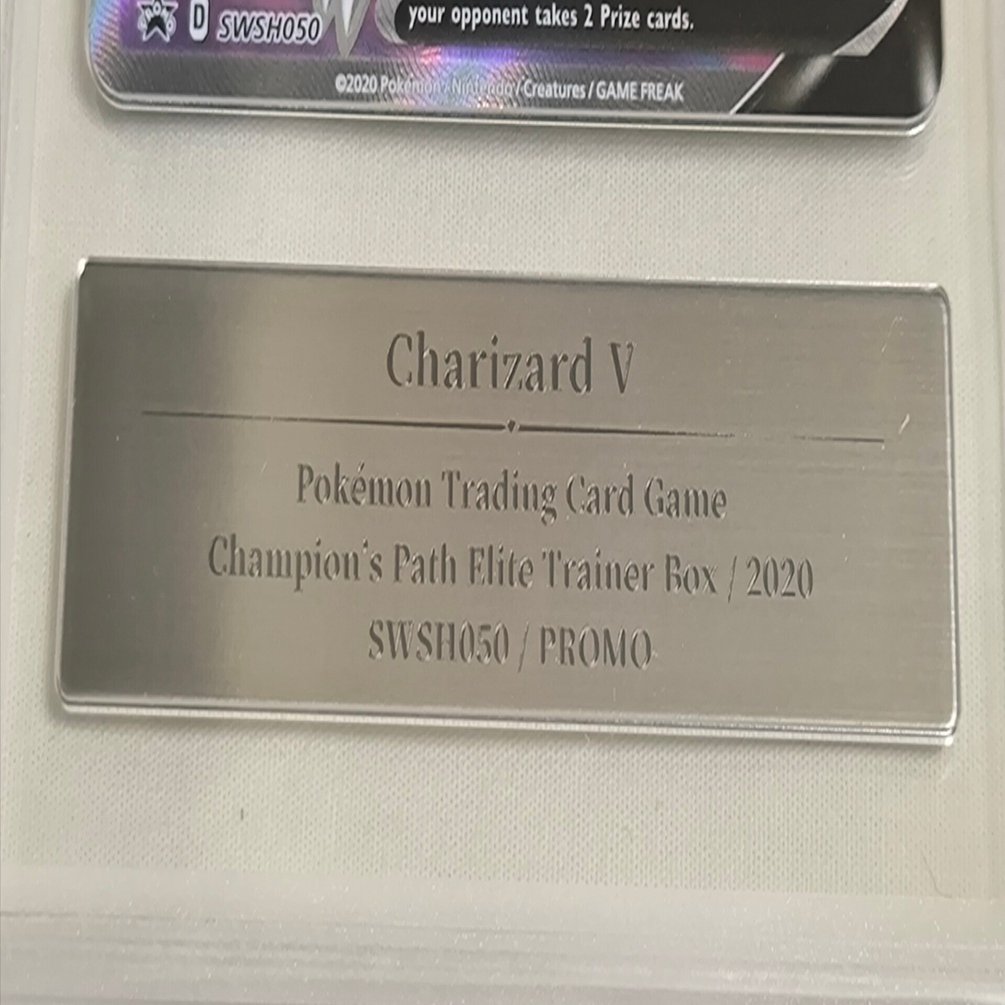 your opponent takes 2 Prize cards.
PROMO D SWSH050
©2020 Pokémon / Nintendo / Creatures / GAME FREAK
Charizard V
Pokémon Trading Card Game
Champion's Path Elite Trainer Box / 2020
SWSH050 / PROMO